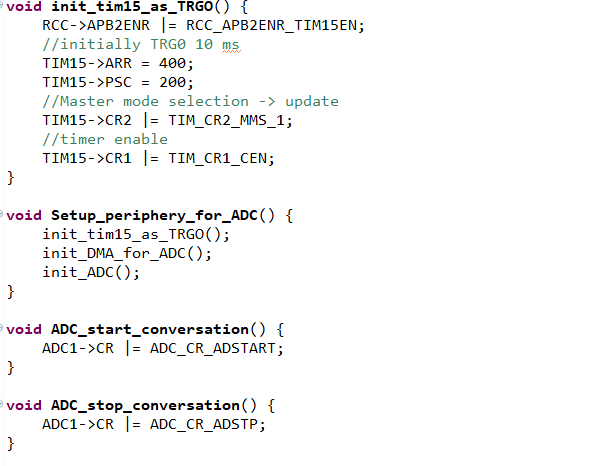 void init_tim15_as_TRGO() {
    RCC->APB2ENR |= RCC_APB2ENR_TIM15EN;
    //initially TRG0 10 ms
    TIM15->ARR = 400;
    TIM15->PSC = 200;
    //Master mode selection -> update
    TIM15->CR2 |= TIM_CR2_MMS_1;
    //timer enable
    TIM15->CR1 |= TIM_CR1_CEN;
}
void Setup_periphery_for_ADC() {
    init_tim15_as_TRGO();
    init_DMA_for_ADC();
    init_ADC();
}
void ADC_start_conversation() {
    ADC1->CR |= ADC_CR_ADSTART;
}
void ADC_stop_conversation() {
    ADC1->CR |= ADC_CR_ADSTP;
}